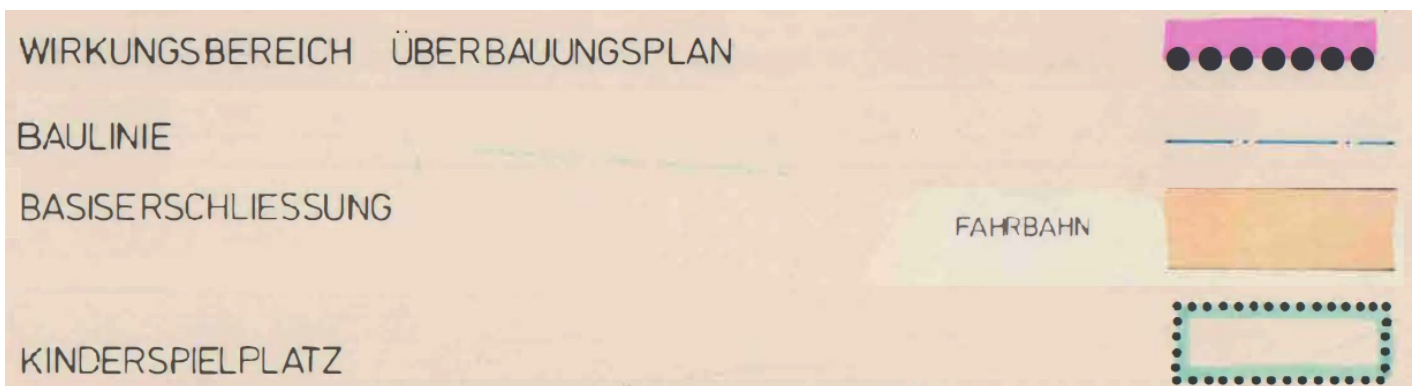 WIRKUNGSBEREICH ÜBERBAUUNGSPLAN
BAULINIE
BASISERSCHLIESSUNG
FAHRBAHN
KINDERSPIELPLATZ